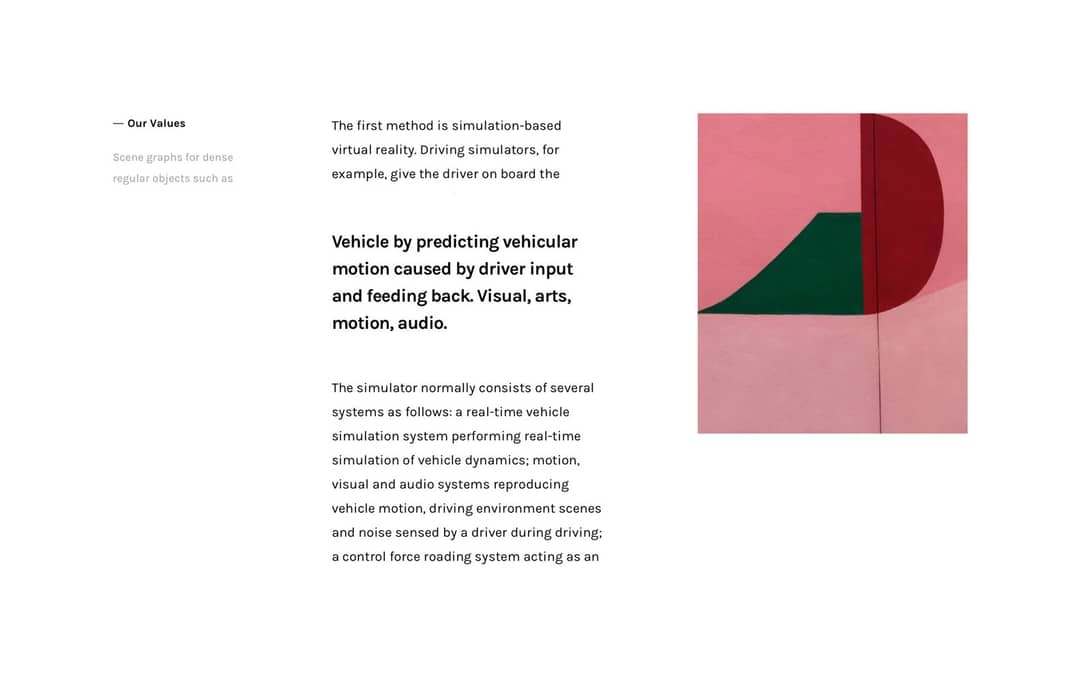 — Our Values
Scene graphs for dense
regular objects such as
The first method is simulation-based
virtual reality. Driving simulators, for
example, give the driver on board the
Vehicle by predicting vehicular
motion caused by driver input
and feeding back. Visual, arts,
motion, audio.
The simulator normally consists of several
systems as follows: a real-time vehicle
simulation system performing real-time
simulation of vehicle dynamics; motion,
visual and audio systems reproducing
vehicle motion, driving environment scenes
and noise sensed by a driver during driving;
a control force roading system acting as an